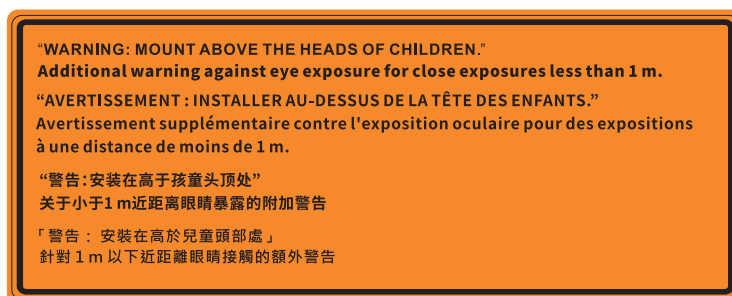 “WARNING: MOUNT ABOVE THE HEADS OF CHILDREN.”
Additional warning against eye exposure for close exposures less than 1 m.
“AVERTISSEMENT : INSTALLER AU-DESSUS DE LA TÊTE DES ENFANTS.”
Avertissement supplémentaire contre l'exposition oculaire pour des expositions
à une distance de moins de 1 m.
“警告:安装在高于孩童头顶处”
关于小于1 m近距离眼睛暴露的附加警告
「警告： 安裝在高於兒童頭部處」
針對 1 m 以下近距離眼睛接觸的額外警告